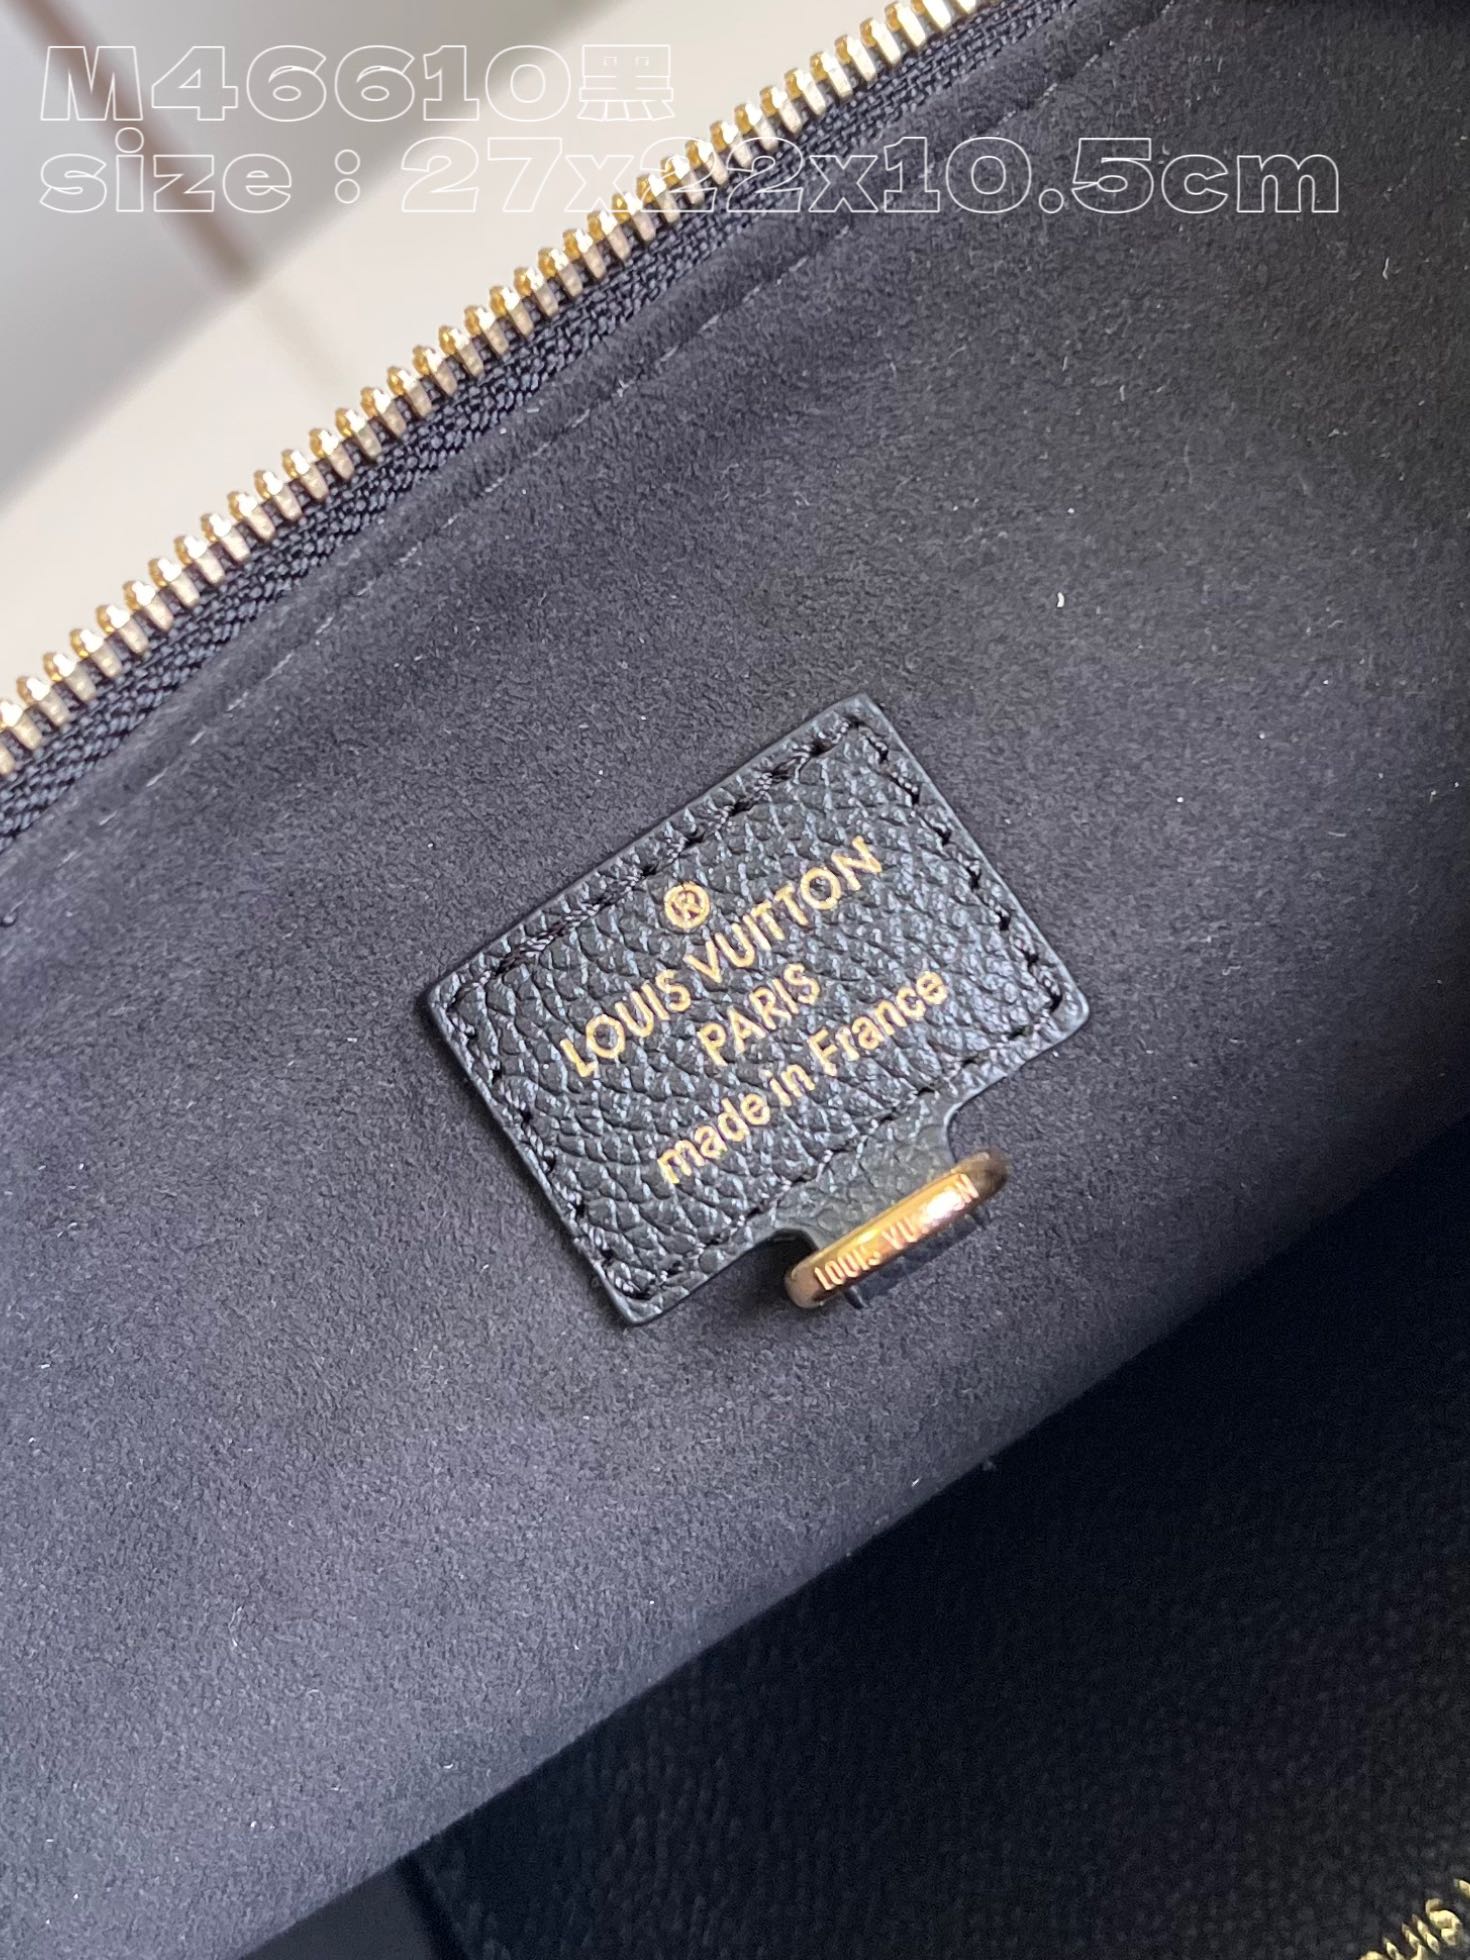 M46610黑
size：27x22x10.5cm
®
LOUIS VUITTON
PARIS
made in France
LOUIS VUITTON